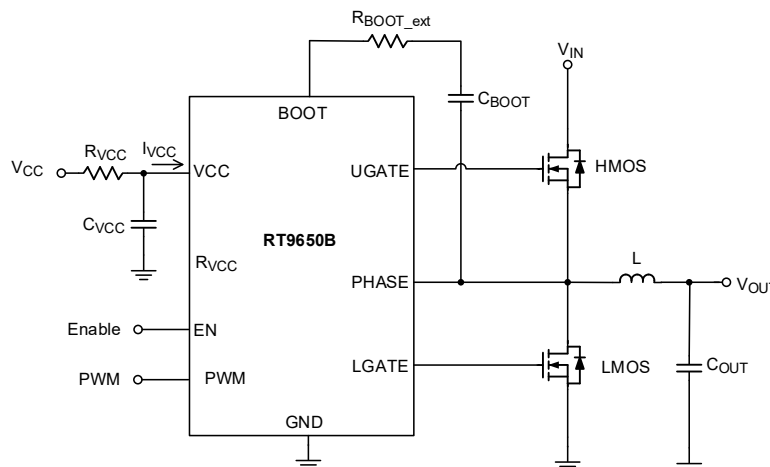 RBOOT_ext
VIN
CBOOT
BOOT
RVCC
IVCC
VCC
VCC
UGATE
HMOS
CVCC
RT9650B
RVCC
L
PHASE
VOUT
Enable
EN
LGATE
LMOS
COUT
PWM
PWM
GND